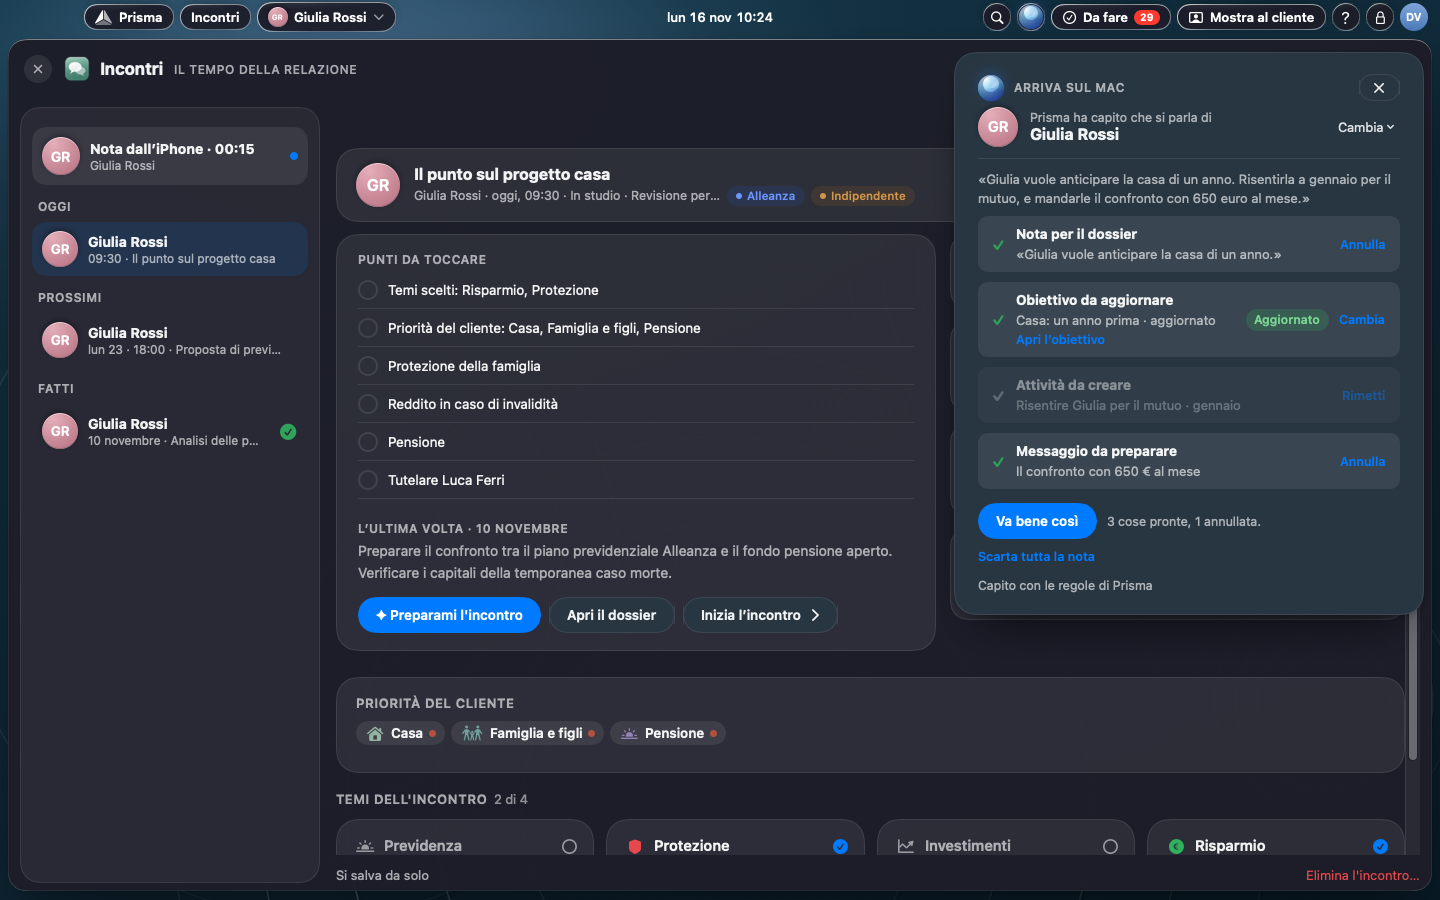 Prisma
Incontri
GR Giulia Rossi
lun 16 nov 10:24
Da fare 29
Mostra al cliente
?
DV
Incontri IL TEMPO DELLA RELAZIONE
GR
Nota dall’iPhone · 00:15
Giulia Rossi
OGGI
GR
Giulia Rossi
09:30 · Il punto sul progetto casa
PROSSIMI
GR
Giulia Rossi
lun 23 · 18:00 · Proposta di previ...
FATTI
GR
Giulia Rossi
10 novembre · Analisi delle p...
GR
Il punto sul progetto casa
Giulia Rossi · oggi, 09:30 · In studio · Revisione per... Alleanza Indipendente
PUNTI DA TOCCARE
Temi scelti: Risparmio, Protezione
Priorità del cliente: Casa, Famiglia e figli, Pensione
Protezione della famiglia
Reddito in caso di invalidità
Pensione
Tutelare Luca Ferri
L’ULTIMA VOLTA · 10 NOVEMBRE
Preparare il confronto tra il piano previdenziale Alleanza e il fondo pensione aperto.
Verificare i capitali della temporanea caso morte.
Preparami l'incontro
Apri il dossier
Inizia l’incontro
PRIORITÀ DEL CLIENTE
Casa
Famiglia e figli
Pensione
TEMI DELL'INCONTRO 2 di 4
Previdenza
Protezione
Investimenti
Risparmio
Si salva da solo
Elimina l'incontro...
ARRIVA SUL MAC
GR
Prisma ha capito che si parla di
Giulia Rossi
Cambia
«Giulia vuole anticipare la casa di un anno. Risentirla a gennaio per il
mutuo, e mandarle il confronto con 650 euro al mese.»
Nota per il dossier
«Giulia vuole anticipare la casa di un anno.»
Annulla
Obiettivo da aggiornare
Casa: un anno prima · aggiornato
Aggiornato
Cambia
Apri l'obiettivo
Attività da creare
Risentire Giulia per il mutuo · gennaio
Rimetti
Messaggio da preparare
Il confronto con 650 € al mese
Annulla
Va bene così
3 cose pronte, 1 annullata.
Scarta tutta la nota
Capito con le regole di Prisma